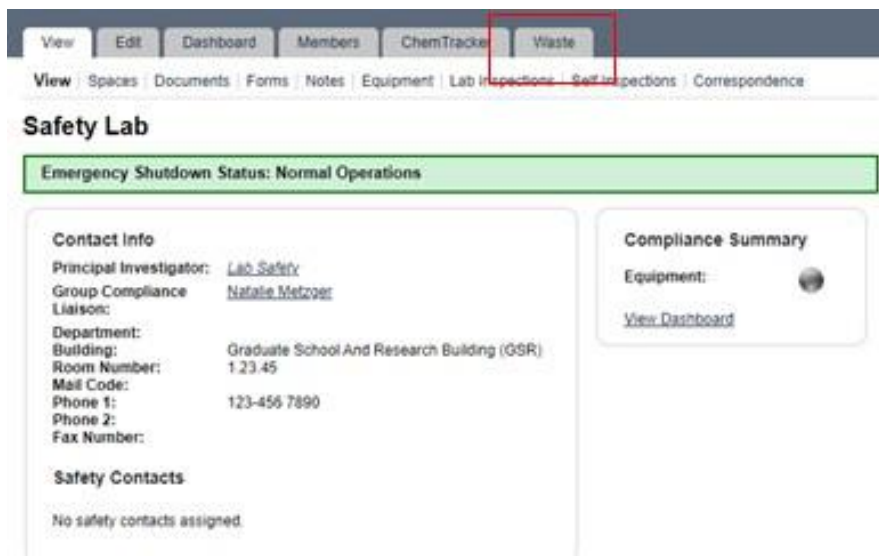 View Edit Dashboard Members ChemTracker Waste
View Spaces Documents Forms Notes Equipment Lab Inspections Self Inspections Correspondence
Safety Lab
Emergency Shutdown Status: Normal Operations
Contact Info
Principal Investigator: Lab Safety
Group Compliance Liaison: Natalie Metzger
Department:
Building: Graduate School And Research Building (GSR)
Room Number: 1.23.45
Mail Code:
Phone 1: 123-456 7890
Phone 2:
Fax Number:
Safety Contacts
No safety contacts assigned.
Compliance Summary
Equipment:
View Dashboard